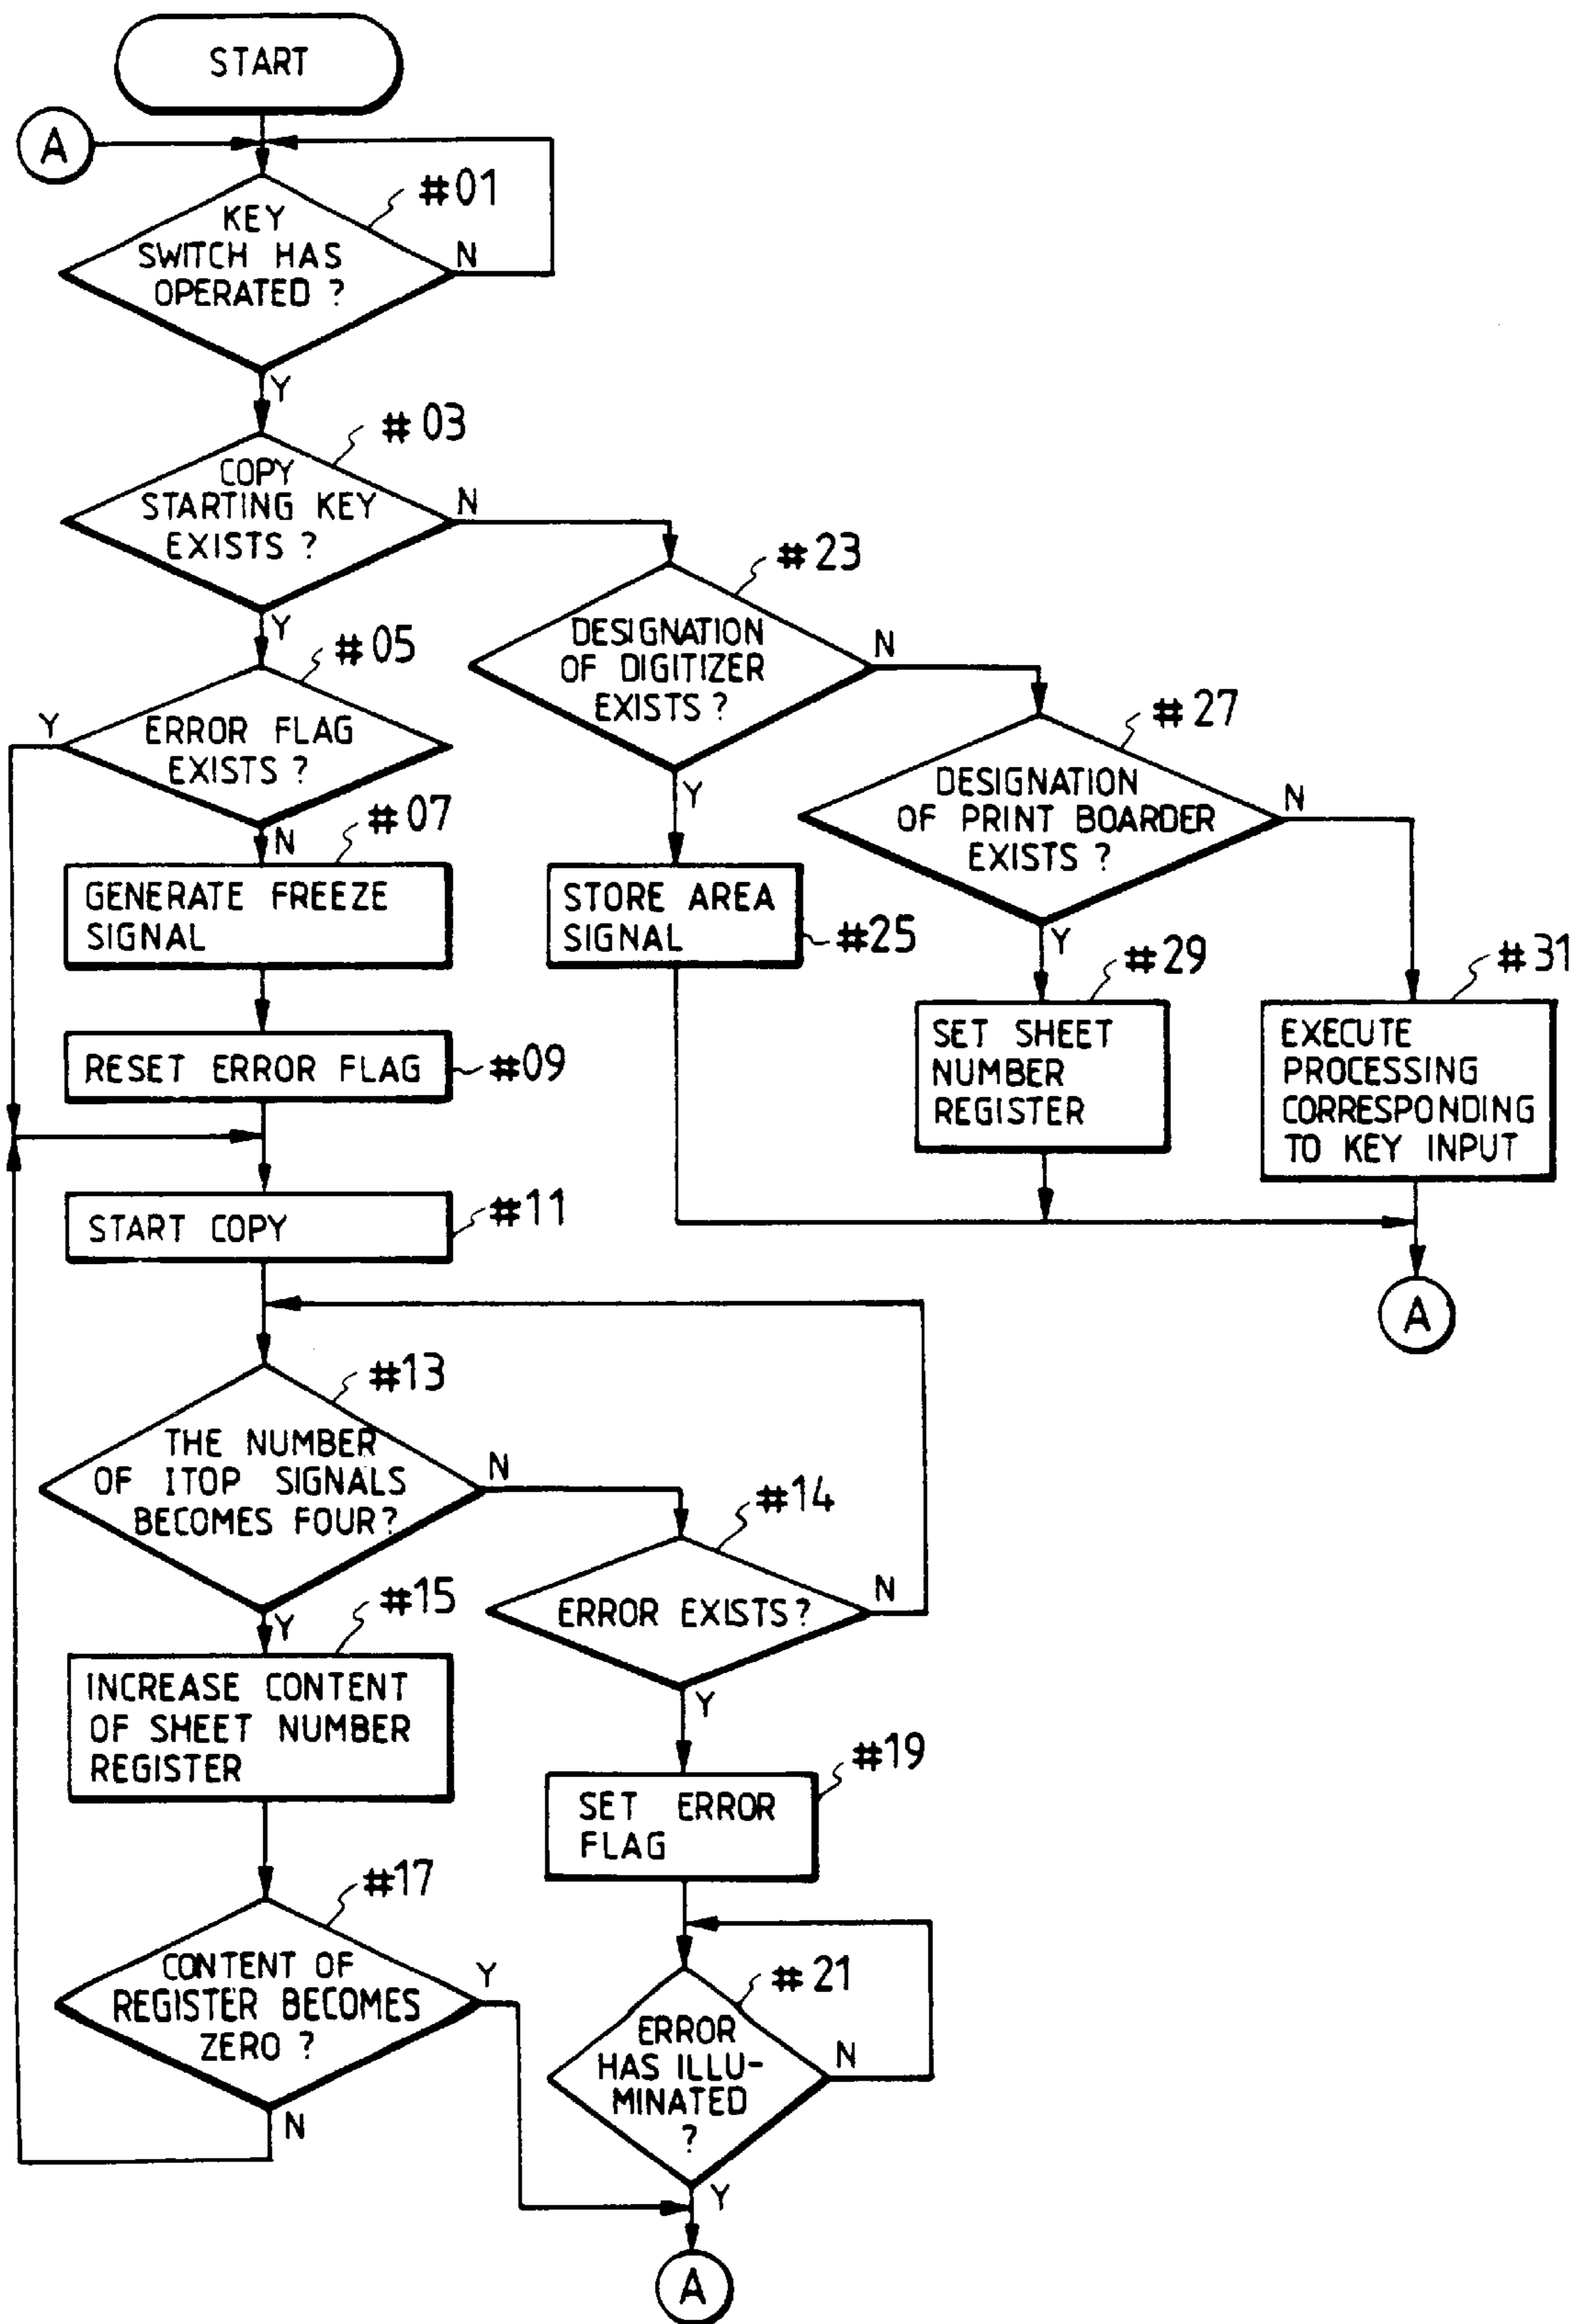 START
A
#01
KEY
SWITCH HAS
OPERATED ?
N
Y
#03
COPY
STARTING KEY
EXISTS ?
N
Y
#05
ERROR FLAG
EXISTS ?
Y
N
#07
GENERATE FREEZE
SIGNAL
RESET ERROR FLAG
#09
START COPY
#11
#23
DESIGNATION
OF DIGITIZER
EXISTS ?
N
Y
STORE AREA
SIGNAL
#25
#27
DESIGNATION
OF PRINT BOARDER
EXISTS ?
N
Y
#29
SET SHEET
NUMBER
REGISTER
#31
EXECUTE
PROCESSING
CORRESPONDING
TO KEY INPUT
A
#13
THE NUMBER
OF ITOP SIGNALS
BECOMES FOUR?
N
Y
#14
ERROR EXISTS?
N
Y
#15
INCREASE CONTENT
OF SHEET NUMBER
REGISTER
#19
SET ERROR
FLAG
#17
CONTENT OF
REGISTER BECOMES
ZERO ?
Y
N
#21
ERROR
HAS ILLU-
MINATED
?
N
Y
A